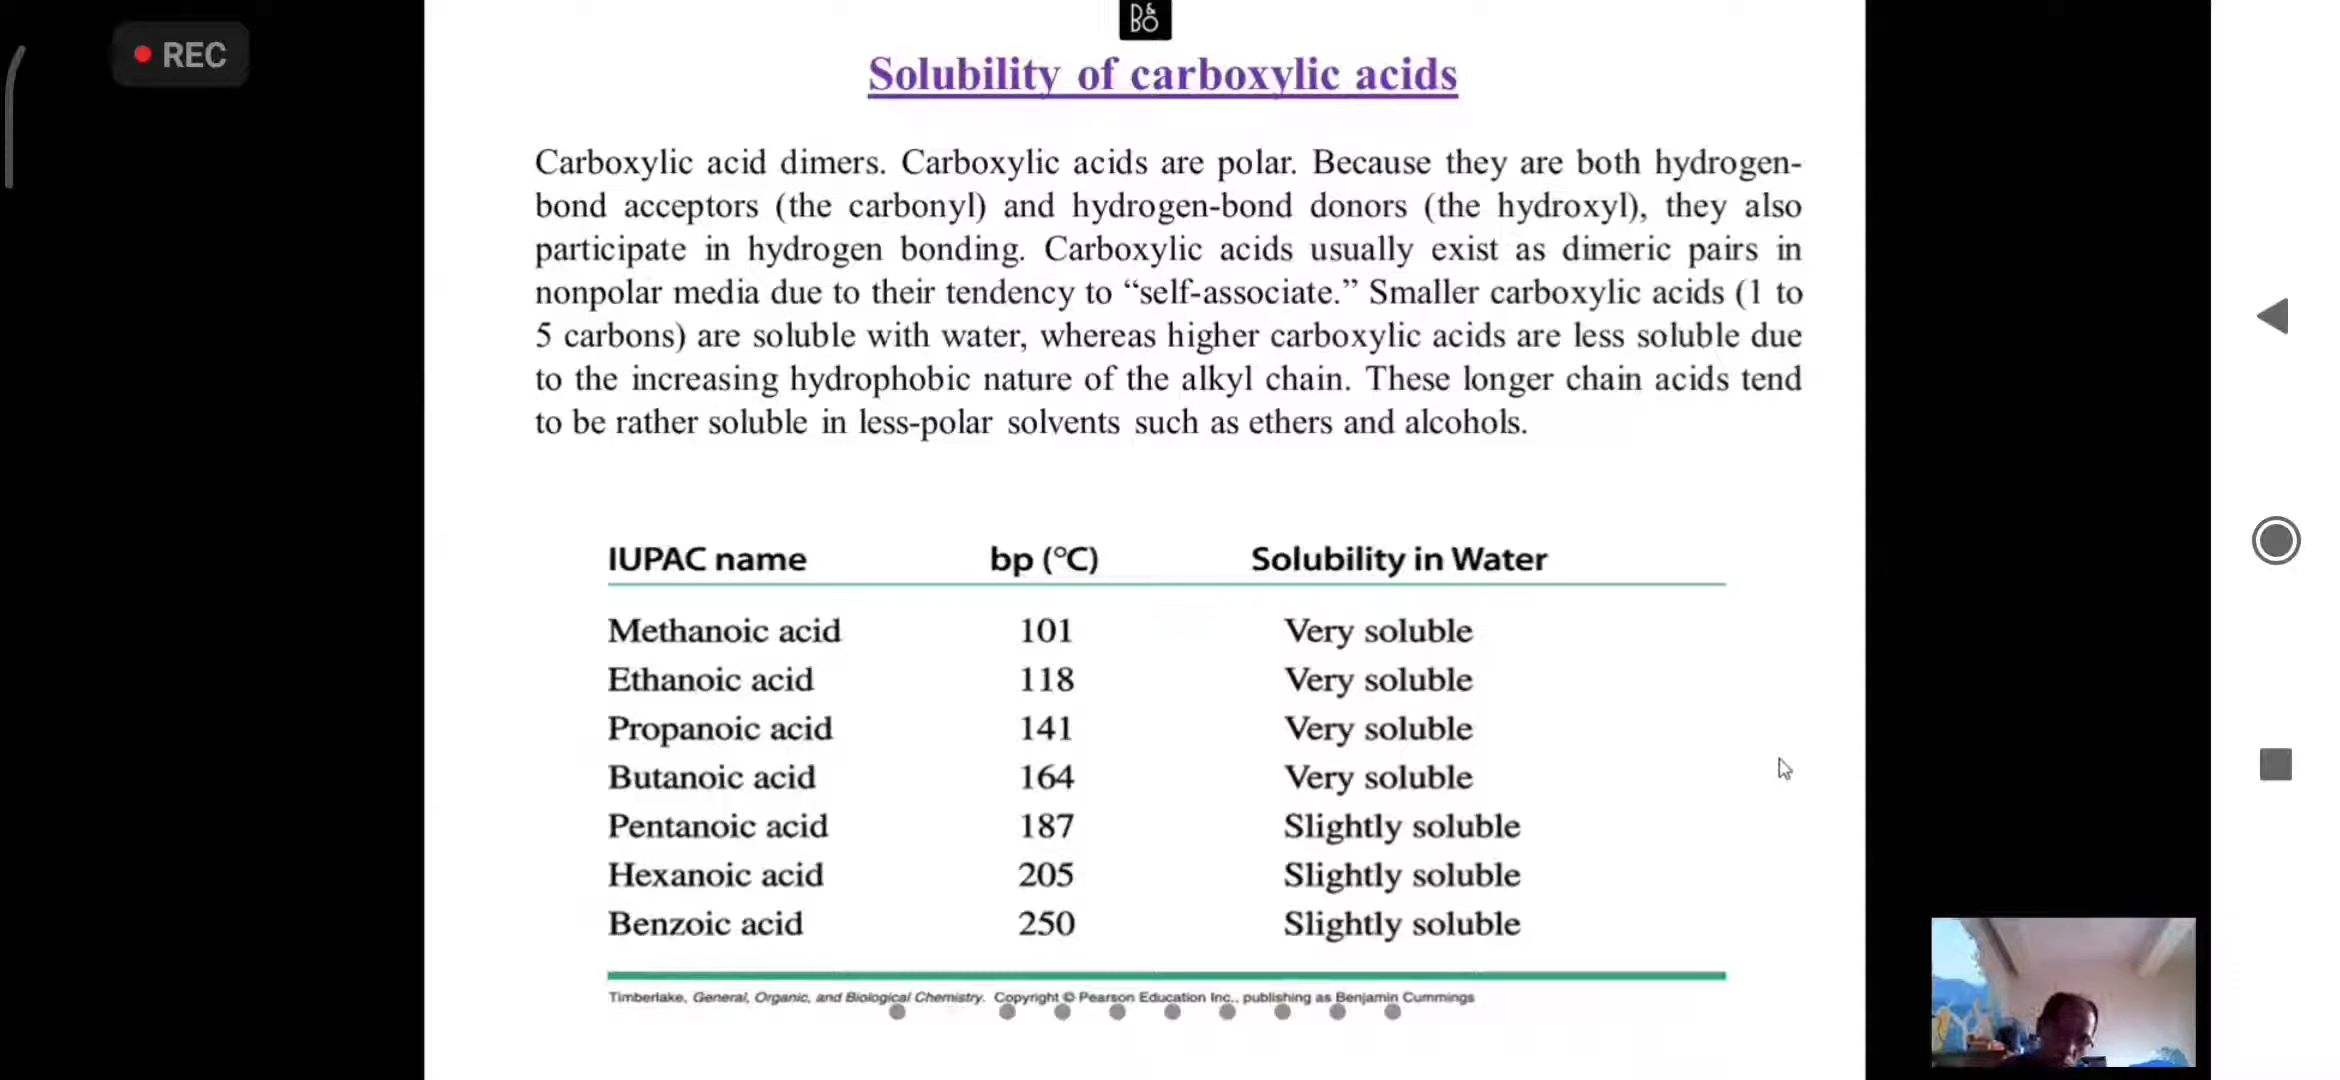 B&O
REC
Solubility of carboxylic acids
Carboxylic acid dimers. Carboxylic acids are polar. Because they are both hydrogen-
bond acceptors (the carbonyl) and hydrogen-bond donors (the hydroxyl), they also
participate in hydrogen bonding. Carboxylic acids usually exist as dimeric pairs in
nonpolar media due to their tendency to “self-associate.” Smaller carboxylic acids (1 to
5 carbons) are soluble with water, whereas higher carboxylic acids are less soluble due
to the increasing hydrophobic nature of the alkyl chain. These longer chain acids tend
to be rather soluble in less-polar solvents such as ethers and alcohols.
IUPAC name bp (°C) Solubility in Water
Methanoic acid 101 Very soluble
Ethanoic acid 118 Very soluble
Propanoic acid 141 Very soluble
Butanoic acid 164 Very soluble
Pentanoic acid 187 Slightly soluble
Hexanoic acid 205 Slightly soluble
Benzoic acid 250 Slightly soluble
Timberlake, General, Organic, and Biological Chemistry. Copyright © Pearson Education Inc., publishing as Benjamin Cummings